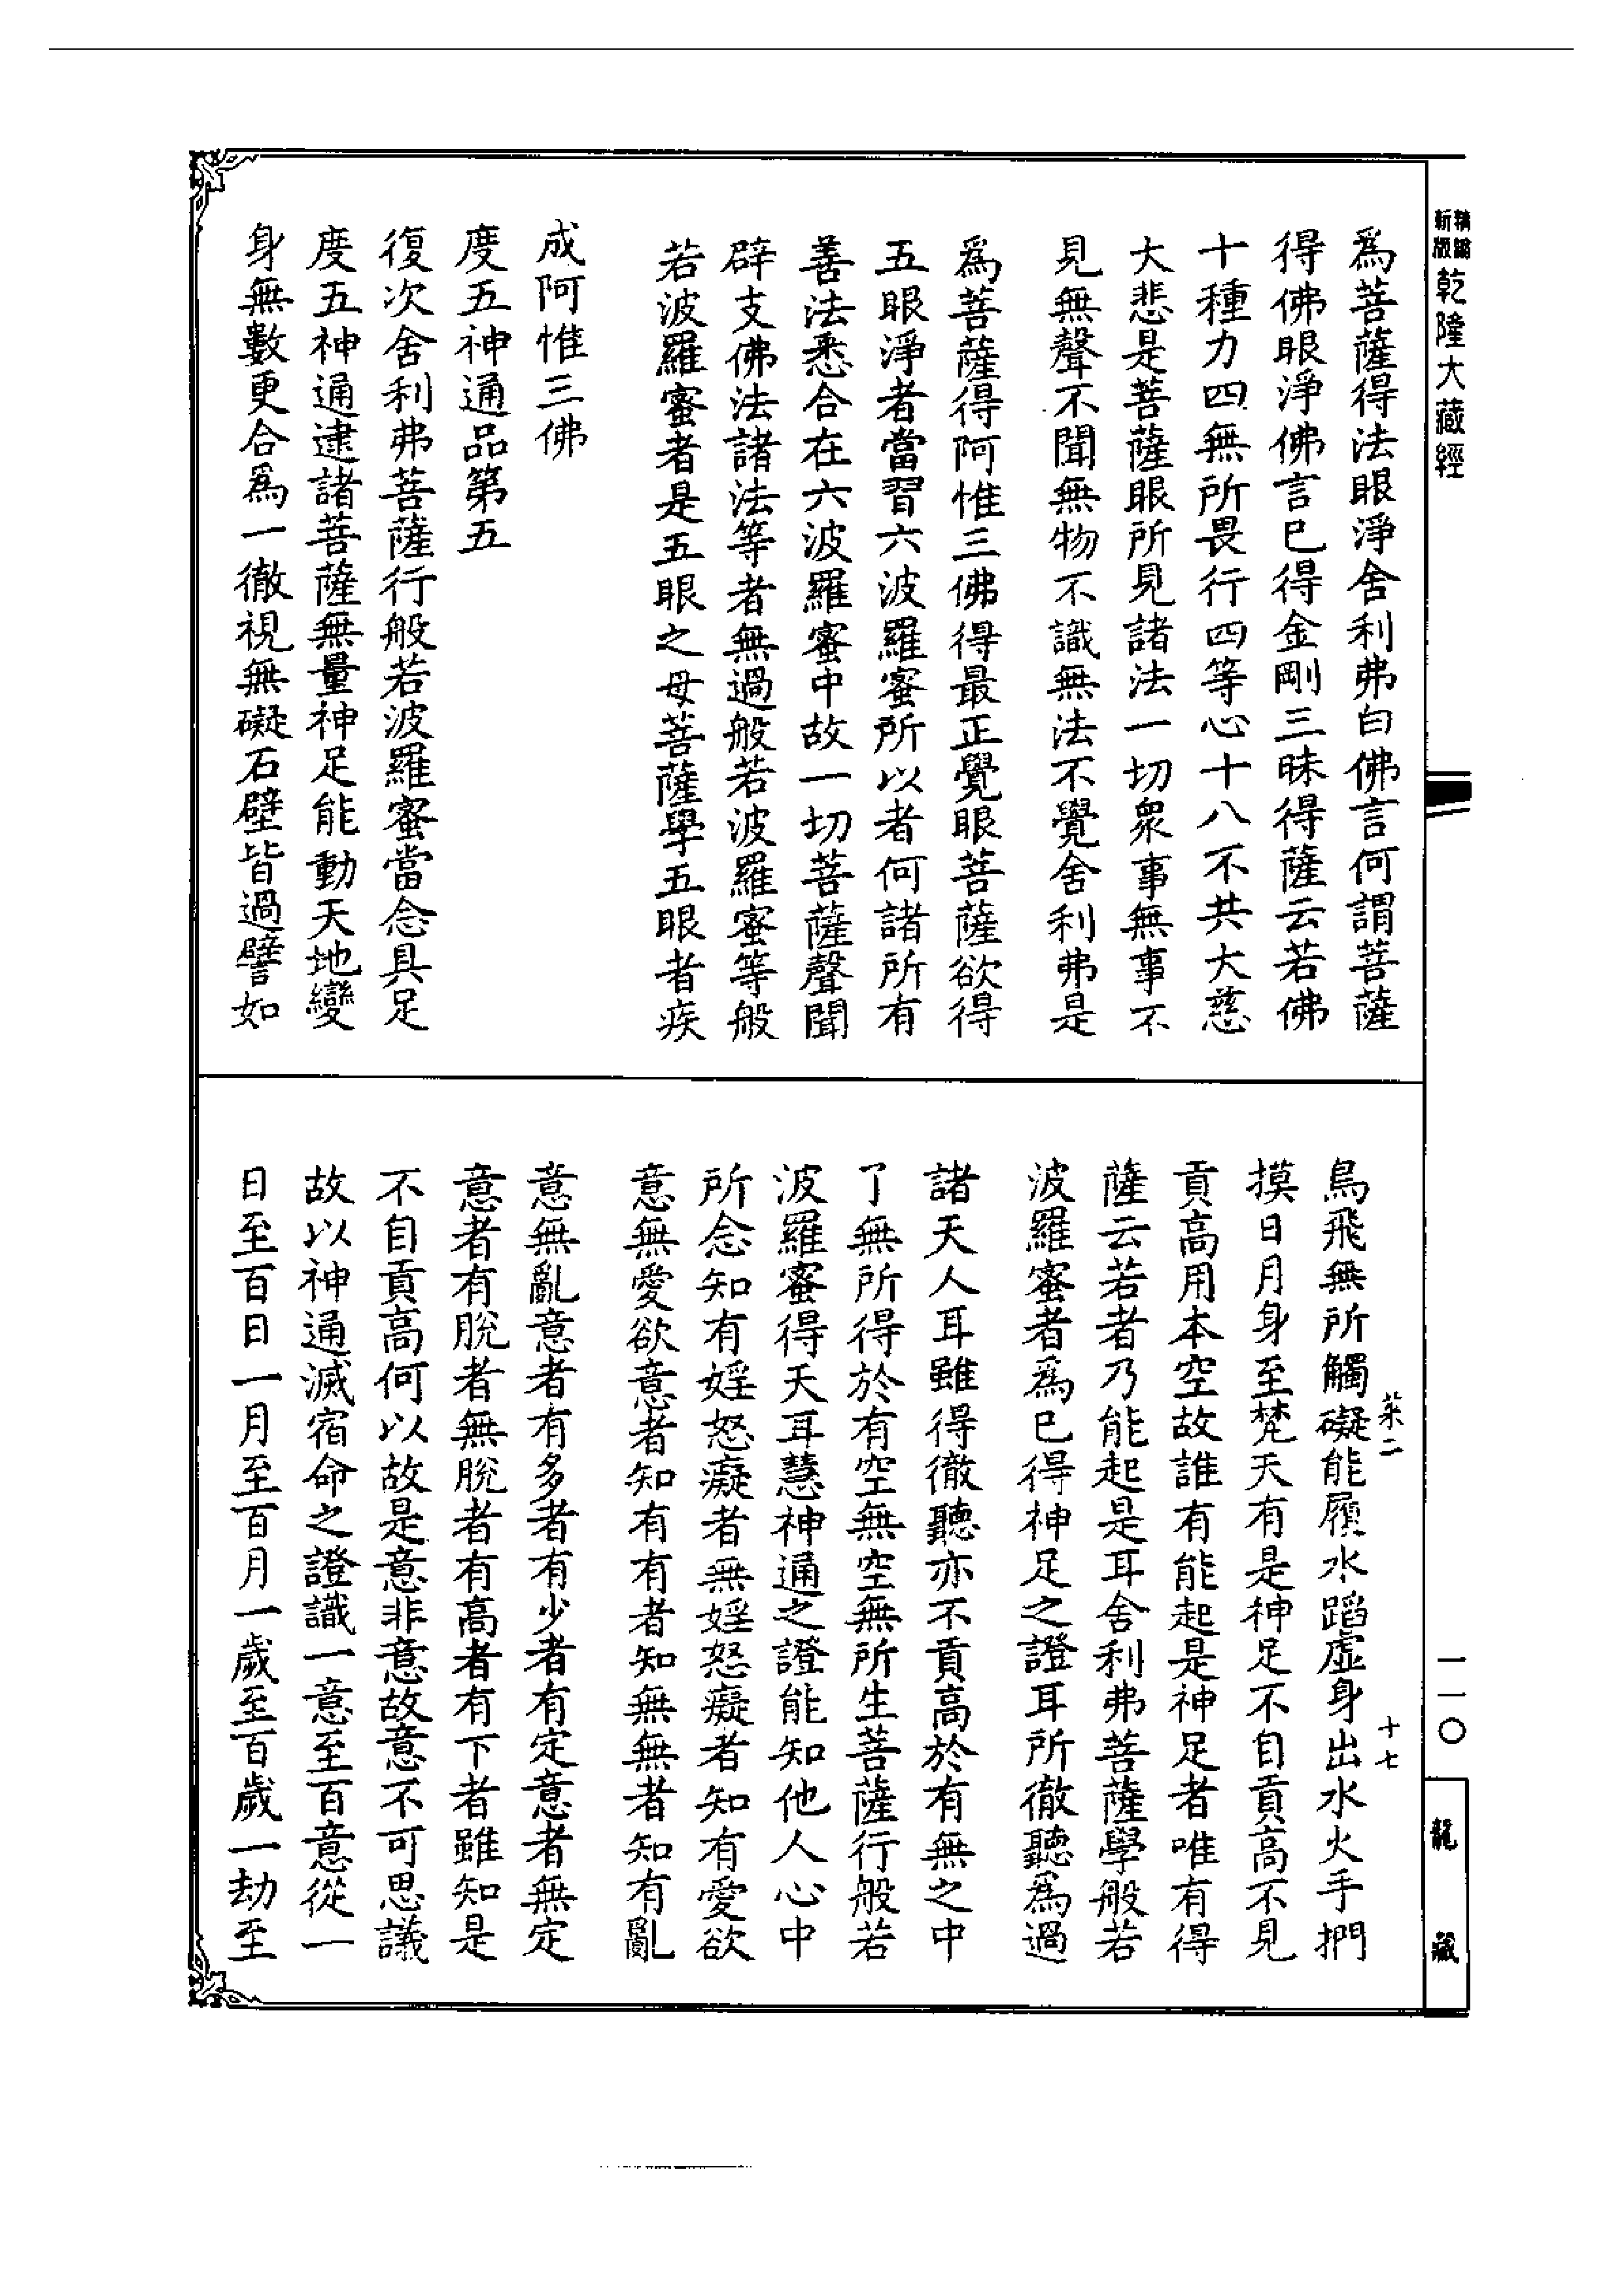 新編
縮版
乾隆大藏經
一一〇
龍藏
為菩薩得法眼淨舍利弗白佛言何謂菩薩
得佛眼淨佛言已得金剛三昧得薩云若佛
十種力四無所畏行四等心十八不共大慈
大悲是菩薩眼所見諸法一切眾事無事不
見無聲不聞無物不識無法不覺舍利弗是
為菩薩得阿惟三佛得最正覺眼菩薩欲得
五眼淨者當習六波羅蜜所以者何諸所有
善法悉合在六波羅蜜中故一切菩薩聲聞
辟支佛法諸法等者無過般若波羅蜜等般
若波羅蜜者是五眼之母菩薩學五眼者疾
成阿惟三佛
度五神通品第五
復次舍利弗菩薩行般若波羅蜜當念具足
度五神通逮諸菩薩無量神足能動天地變
身無數更合為一徹視無礙石壁皆過譬如
菜二
十七
鳥飛無所觸礙能履水蹈虛身出水火手捫
摸日月身至梵天有是神足不自貢高不見
貢高用本空故誰有能起是神足者唯有得
薩云若者乃能起是耳舍利弗菩薩學般若
波羅蜜者為已得神足之證耳所徹聽為過
諸天人耳雖得徹聽亦不貢高於有無之中
了無所得於有空無空無所生菩薩行般若
波羅蜜得天耳慧神通之證能知他人心中
所念知有婬怒癡者無婬怒癡者知有愛欲
意無愛欲意者知有有者知無無者知有亂
意無亂意者有多者有少者有定意者無定
意者有脫者無脫者有高者有下者雖知是
不自貢高何以故是意非意故意不可思議
故以神通滅宿命之證識一意至百意從一
日至百日一月至百月一歲至百歲一劫至